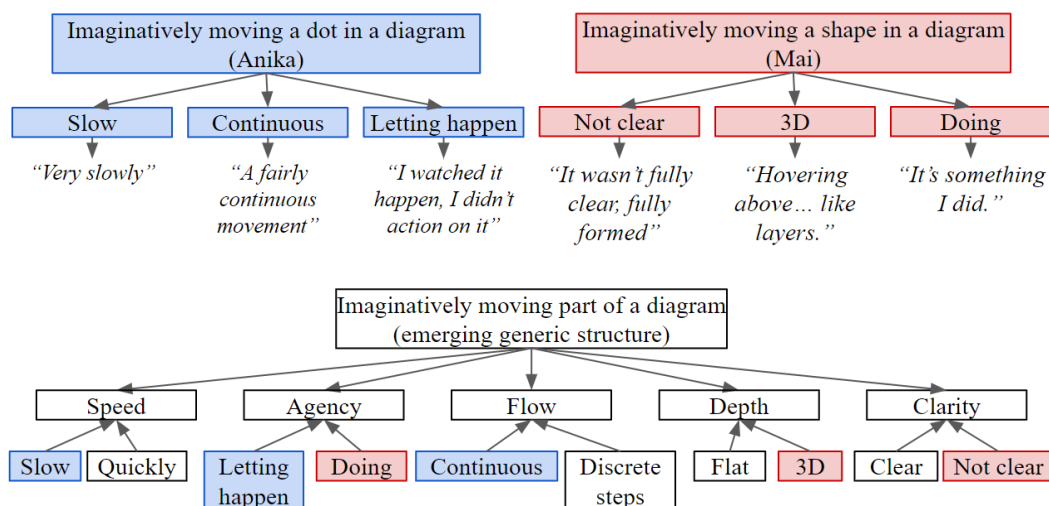 Imaginatively moving a dot in a diagram
(Anika)
Imaginatively moving a shape in a diagram
(Mai)
Slow
Continuous
Letting happen
Not clear
3D
Doing
“Very slowly”
“A fairly
continuous
movement”
“I watched it
happen, I didn’t
action on it”
“It wasn’t fully
clear, fully
formed”
“Hovering
above… like
layers.”
“It’s something
I did.”
Imaginatively moving part of a diagram
(emerging generic structure)
Speed
Agency
Flow
Depth
Clarity
Slow
Quickly
Letting
happen
Doing
Continuous
Discrete
steps
Flat
3D
Clear
Not clear